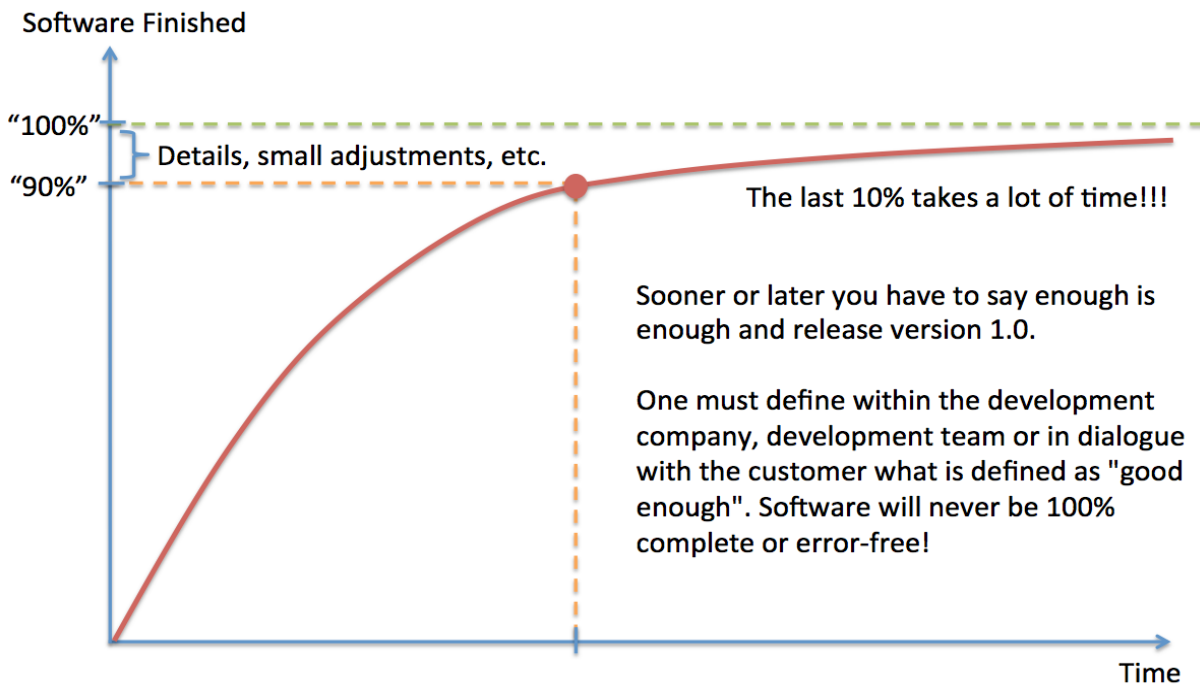 Software Finished
“100%”
Details, small adjustments, etc.
“90%”
The last 10% takes a lot of time!!!
Sooner or later you have to say enough is
enough and release version 1.0.
One must define within the development
company, development team or in dialogue
with the customer what is defined as "good
enough". Software will never be 100%
complete or error-free!
Time